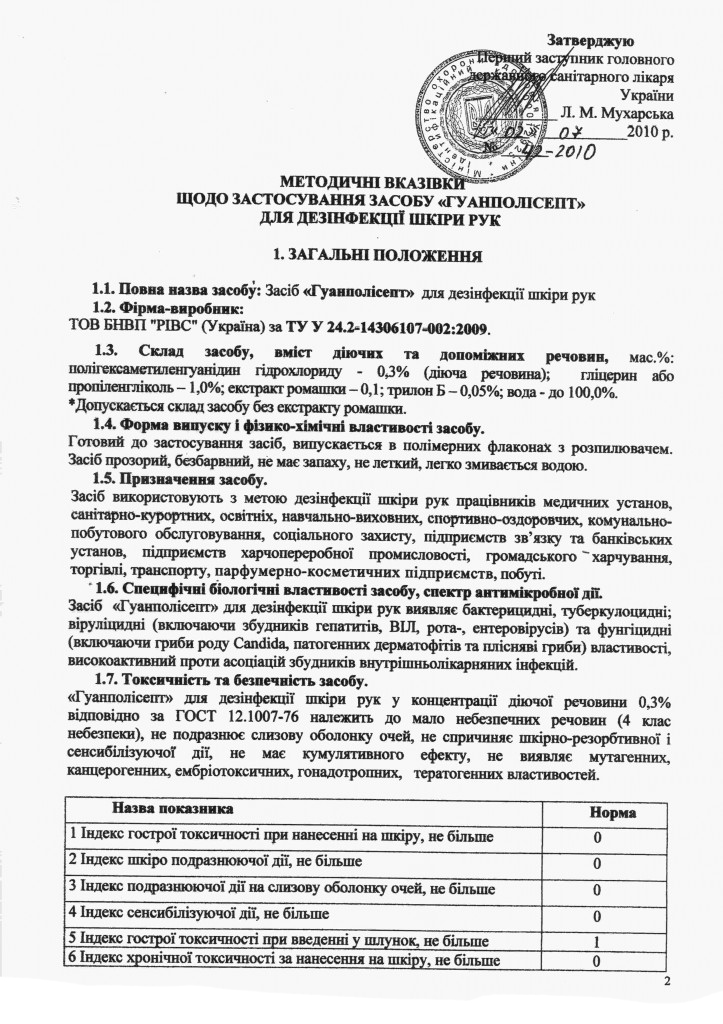 Затверджую
Перший заступник головного
державного санітарного лікаря
України
Л. М. Мухарська
07 2010 р.
№ 42-2010
МЕТОДИЧНІ ВКАЗІВКИ
ЩОДО ЗАСТОСУВАННЯ ЗАСОБУ «ГУАНПОЛІСЕПТ»
ДЛЯ ДЕЗІНФЕКЦІЇ ШКІРИ РУК
1. ЗАГАЛЬНІ ПОЛОЖЕННЯ
1.1. Повна назва засобу: Засіб «Гуанполісепт» для дезінфекції шкіри рук
1.2. Фірма-виробник:
ТОВ БНВП "РІВС" (Україна) за ТУ У 24.2-14306107-002:2009.
1.3. Склад засобу, вміст діючих та допоміжних речовин, мас.%:
полігексаметиленгуанідин гідрохлориду - 0,3% (діюча речовина); гліцерин або
пропіленгліколь – 1,0%; екстракт ромашки – 0,1; трилон Б – 0,05%; вода - до 100,0%.
*Допускається склад засобу без екстракту ромашки.
1.4. Форма випуску і фізико-хімічні властивості засобу.
Готовий до застосування засіб, випускається в полімерних флаконах з розпилювачем.
Засіб прозорий, безбарвний, не має запаху, не леткий, легко змивається водою.
1.5. Призначення засобу.
Засіб використовують з метою дезінфекції шкіри рук працівників медичних установ,
санітарно-курортних, освітніх, навчально-виховних, спортивно-оздоровчих, комунально-
побутового обслуговування, соціального захисту, підприємств зв’язку та банківських
установ, підприємств харчопереробної промисловості, громадського харчування,
торгівлі, транспорту, парфумерно-косметичних підприємств, побуті.
1.6. Специфічні біологічні властивості засобу, спектр антимікробної дії.
Засіб «Гуанполісепт» для дезінфекції шкіри рук виявляє бактерицидні, туберкулоцидні;
віруліцидні (включаючи збудників гепатитів, ВІЛ, рота-, ентеровірусів) та фунгіцидні
(включаючи гриби роду Candida, патогенних дерматофітів та плісняві гриби) властивості,
високоактивний проти асоціацій збудників внутрішньолікарняних інфекцій.
1.7. Токсичність та безпечність засобу.
«Гуанполісепт» для дезінфекції шкіри рук у концентрації діючої речовини 0,3%
відповідно за ГОСТ 12.1007-76 належить до мало небезпечних речовин (4 клас
небезпеки), не подразнює слизову оболонку очей, не спричиняє шкірно-резорбтивної і
сенсибілізуючої дії, не має кумулятивного ефекту, не виявляє мутагенних,
канцерогенних, ембріотоксичних, гонадотропних, тератогенних властивостей.
Назва показника Норма
1 Індекс гострої токсичності при нанесенні на шкіру, не більше 0
2 Індекс шкіро подразнюючої дії, не більше 0
3 Індекс подразнюючої дії на слизову оболонку очей, не більше 0
4 Індекс сенсибілізуючої дії, не більше 0
5 Індекс гострої токсичності при введенні у шлунок, не більше 1
6 Індекс хронічної токсичності за нанесення на шкіру, не більше 0
2